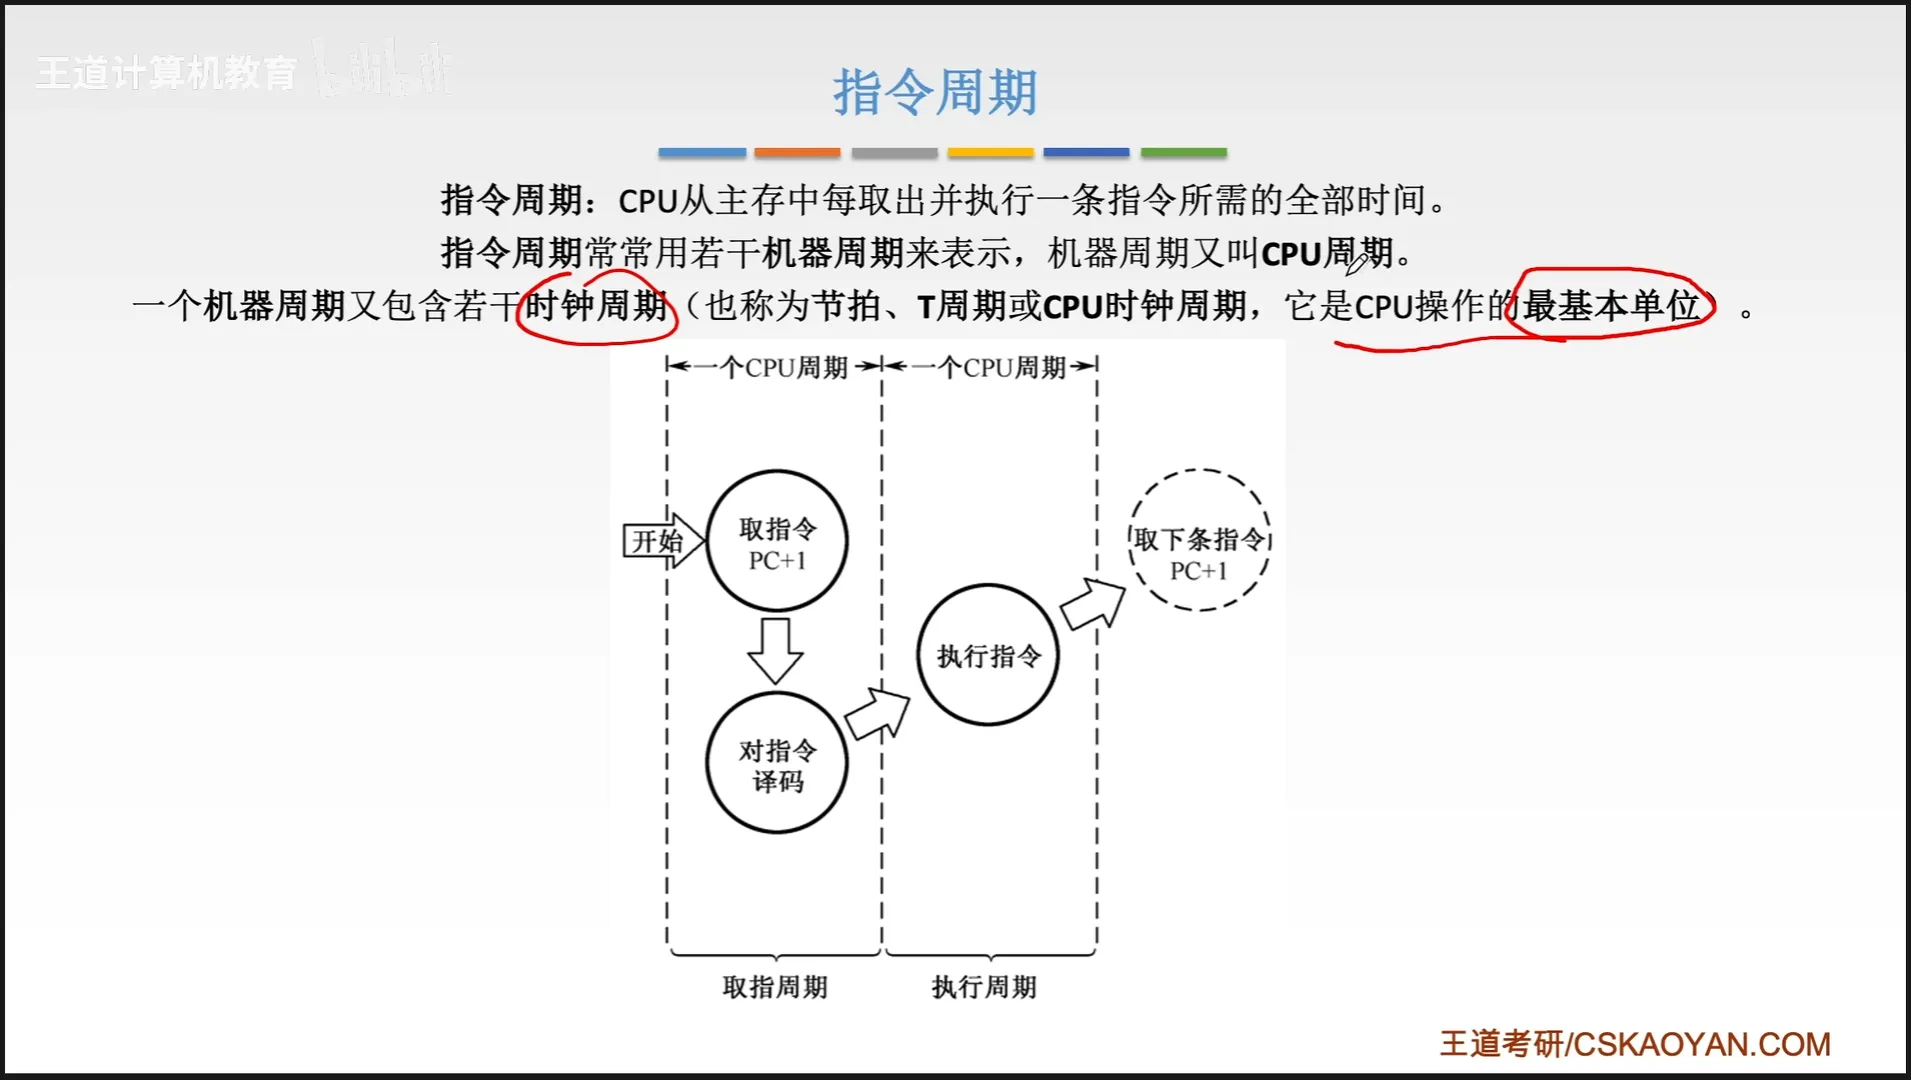 王道计算机教育 bilibili
指令周期
指令周期：CPU从主存中每取出并执行一条指令所需的全部时间。
指令周期常常用若干机器周期来表示，机器周期又叫CPU周期。
一个机器周期又包含若干时钟周期（也称为节拍、T周期或CPU时钟周期，它是CPU操作的最基本单位）。
一个CPU周期
一个CPU周期
开始
取指令
PC+1
取下条指令
PC+1
执行指令
对指令
译码
取指周期
执行周期
王道考研/CSKAOYAN.COM